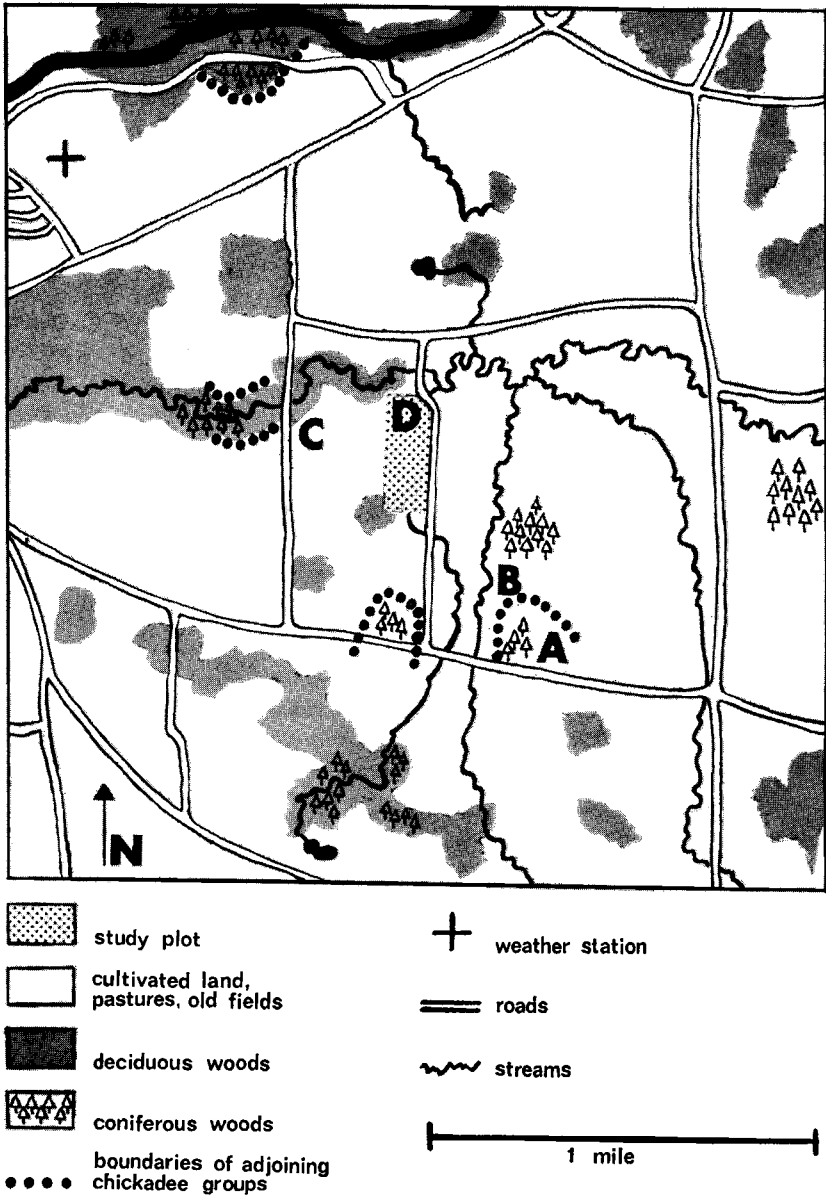 D
C
B
A
N
study plot
cultivated land,
pastures, old fields
deciduous woods
coniferous woods
boundaries of adjoining
chickadee groups
weather station
roads
streams
1 mile